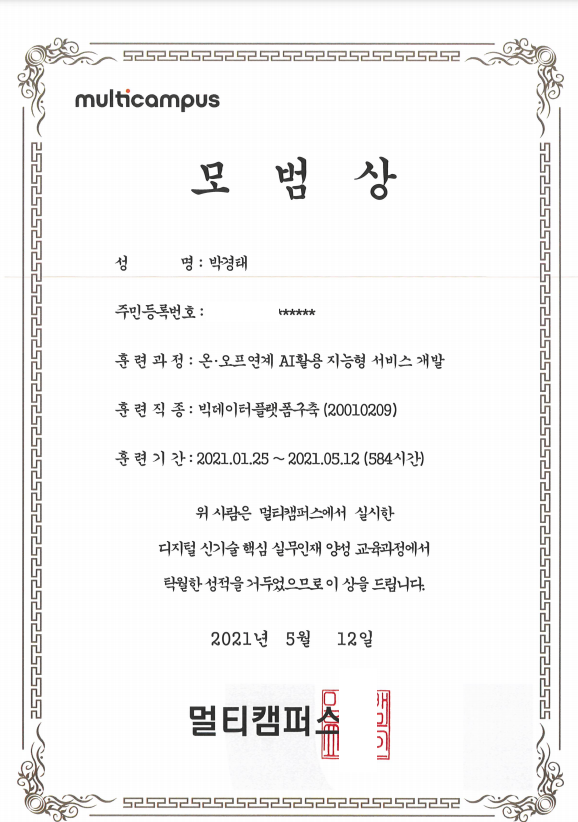 multicampus
모 범 상
성 명 : 박경태
주민등록번호 : ******
훈 련 과 정 : 온·오프연계 AI활용 지능형 서비스 개발
훈 련 직 종 : 빅데이터플랫폼구축 (20010209)
훈 련 기 간 : 2021.01.25 ~ 2021.05.12 (584시간)
위 사람은 멀티캠퍼스에서 실시한
디지털 신기술 핵심 실무인재 양성 교육과정에서
탁월한 성적을 거두었으므로 이 상을 드립니다.
2021년 5월 12일
멀티캠퍼스